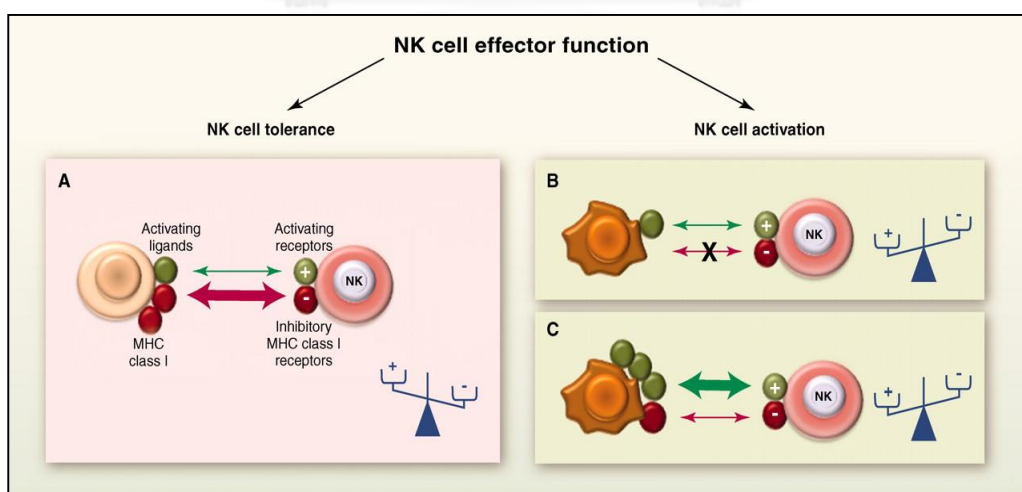 NK cell effector function
NK cell tolerance
NK cell activation
A
Activating
ligands
Activating
receptors
+
-
NK
MHC
class I
Inhibitory
MHC class I
receptors
+
-
B
+
-
X
NK
+
-
C
+
-
NK
+
-